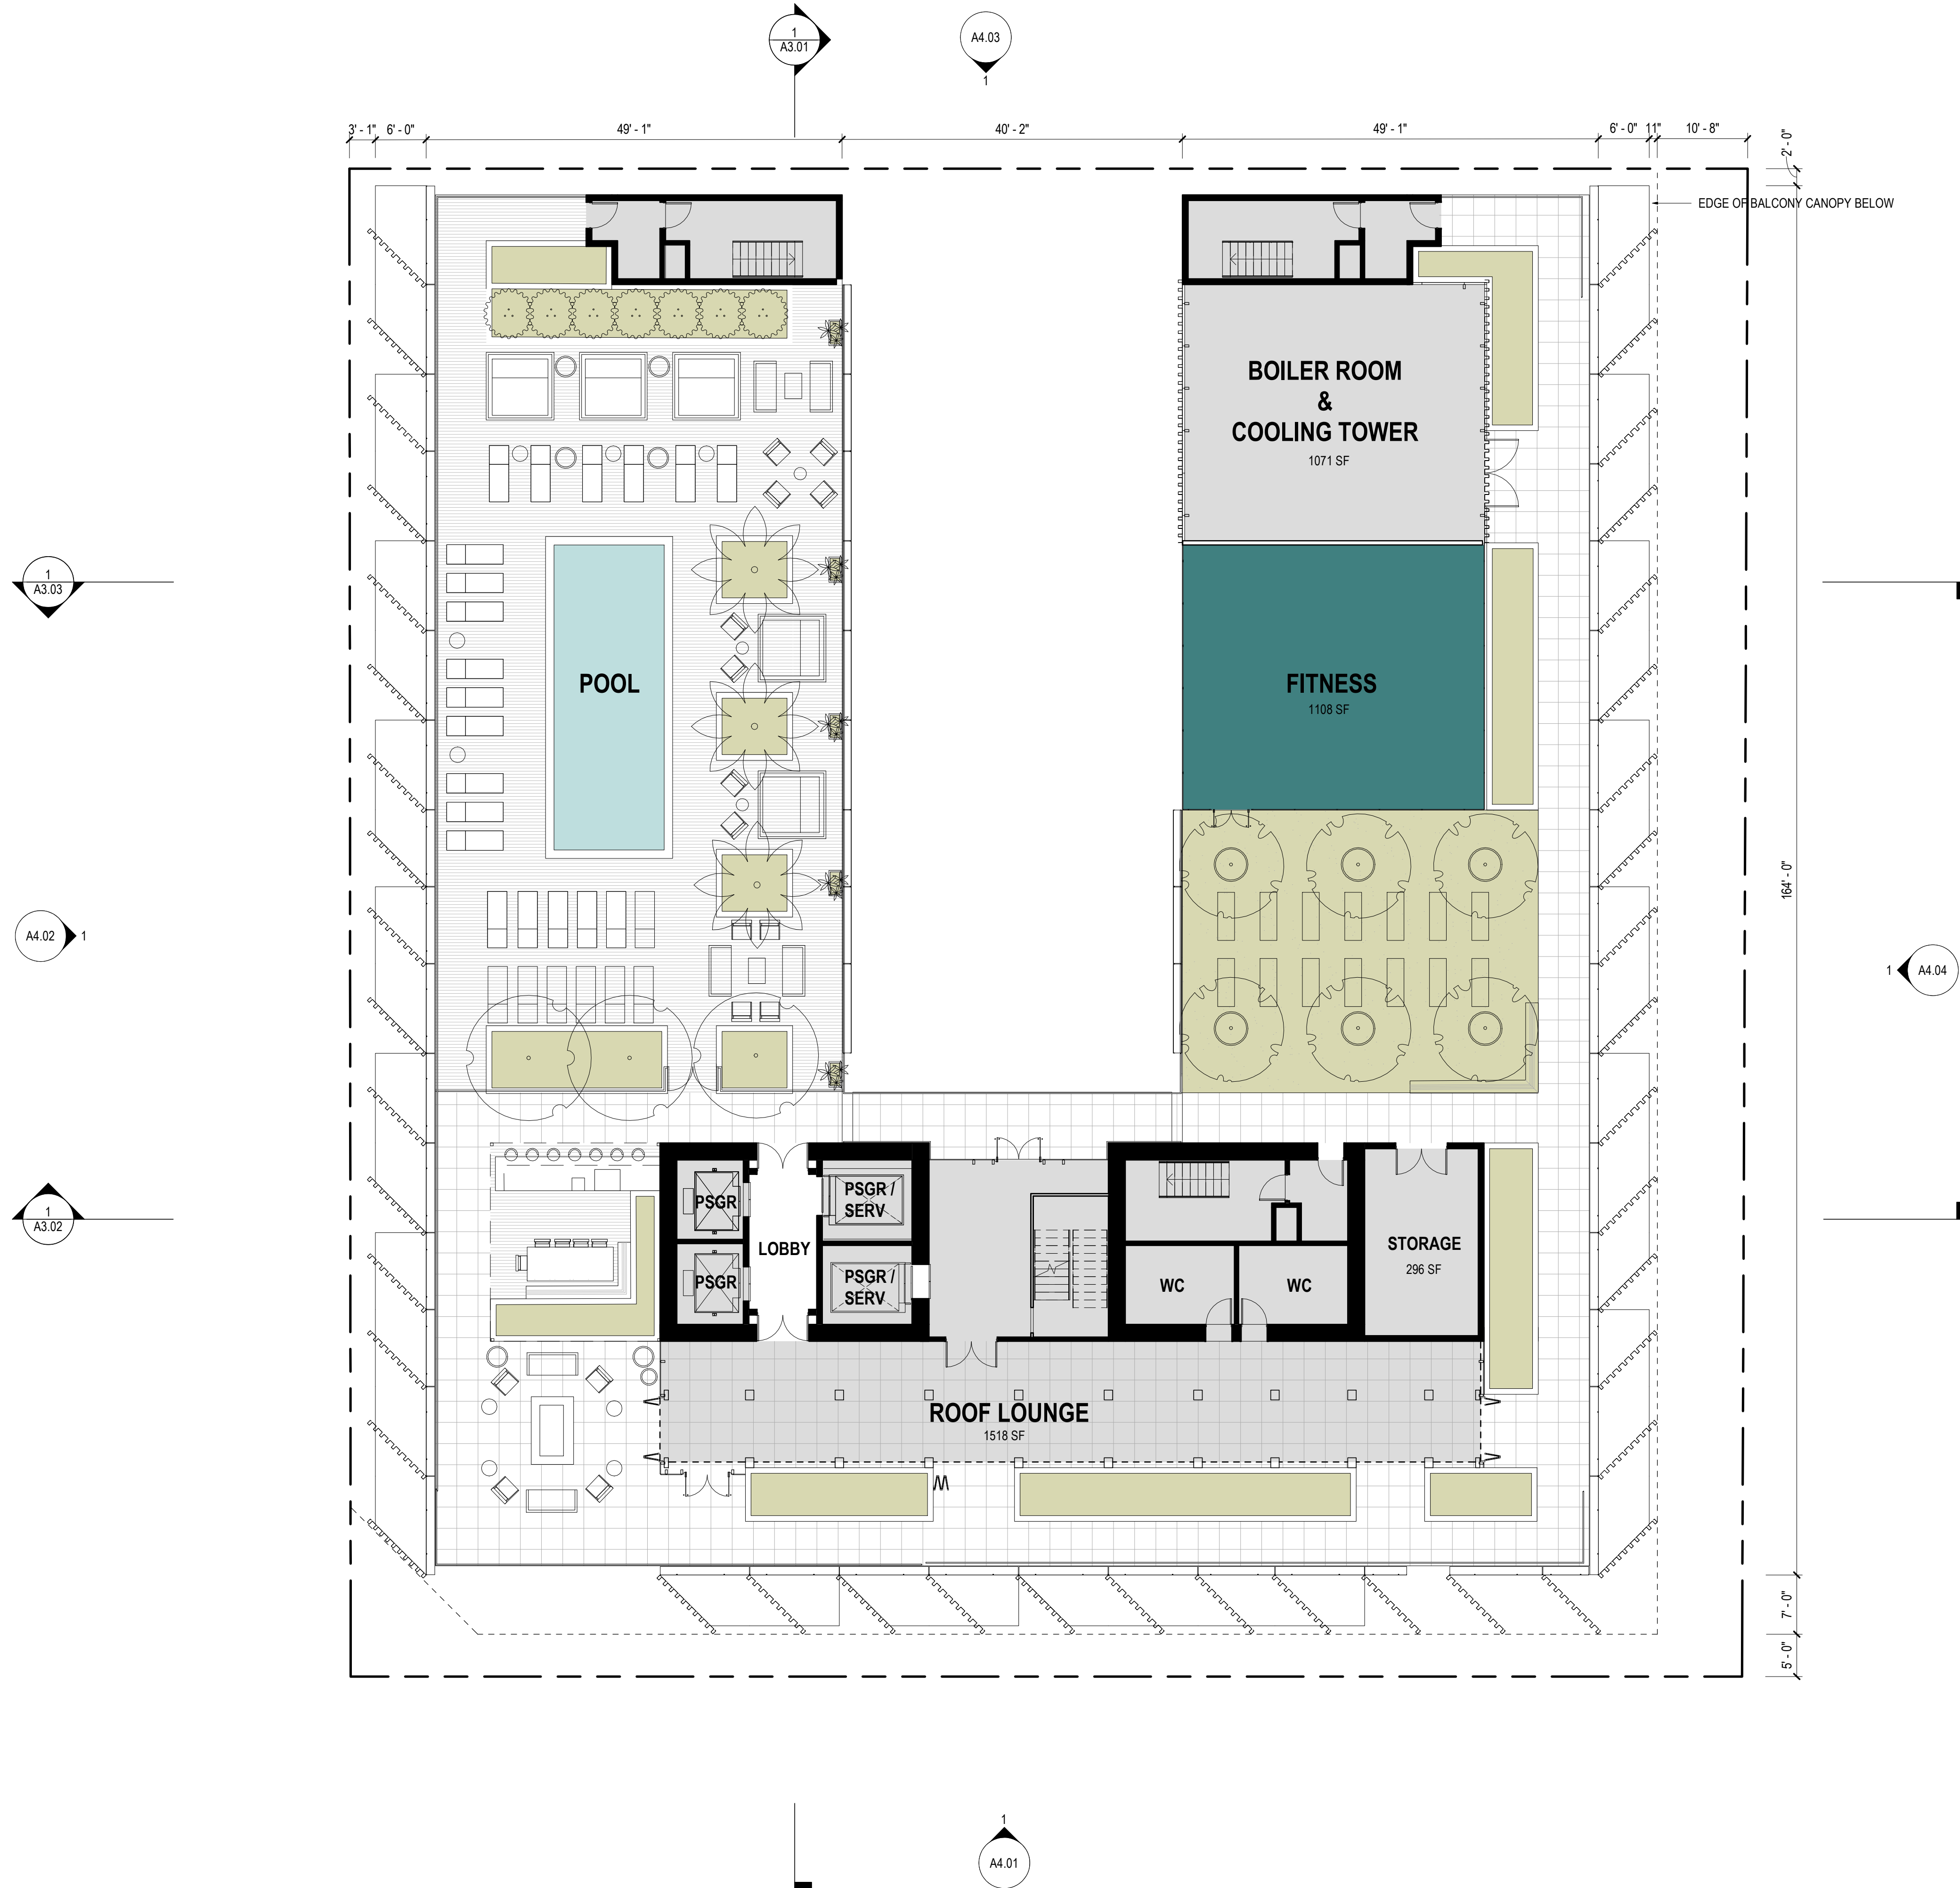 1
A3.01
A4.03
1
3' - 1"
6' - 0"
49' - 1"
40' - 2"
49' - 1"
6' - 0"
11"
10' - 8"
2' - 0"
EDGE OF BALCONY CANOPY BELOW
BOILER ROOM
&
COOLING TOWER
1071 SF
1
A3.03
POOL
FITNESS
1108 SF
164' - 0"
A4.02
1
1
A4.04
1
A3.02
PSGR
PSGR /
SERV
LOBBY
PSGR
PSGR /
SERV
WC
WC
STORAGE
296 SF
ROOF LOUNGE
1518 SF
7' - 0"
5' - 0"
1
A4.01